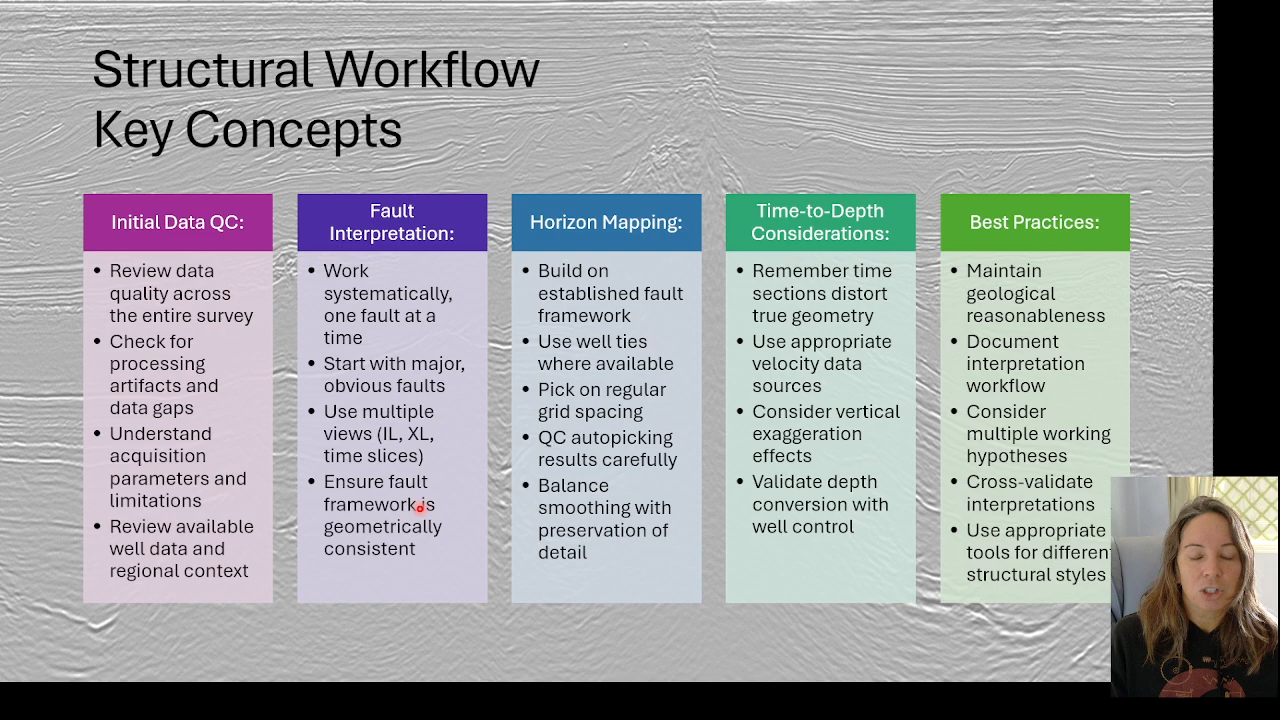 Structural Workflow
Key Concepts
Initial Data QC:
• Review data
quality across
the entire survey
• Check for
processing
artifacts and
data gaps
• Understand
acquisition
parameters and
limitations
• Review available
well data and
regional context
Fault
Interpretation:
• Work
systematically,
one fault at a
time
• Start with major,
obvious faults
• Use multiple
views (IL, XL,
time slices)
• Ensure fault
framework is
geometrically
consistent
Horizon Mapping:
• Build on
established fault
framework
• Use well ties
where available
• Pick on regular
grid spacing
• QC autopicking
results carefully
• Balance
smoothing with
preservation of
detail
Time-to-Depth
Considerations:
• Remember time
sections distort
true geometry
• Use appropriate
velocity data
sources
• Consider vertical
exaggeration
effects
• Validate depth
conversion with
well control
Best Practices:
• Maintain
geological
reasonableness
• Document
interpretation
workflow
• Consider
multiple working
hypotheses
• Cross-validate
interpretations
• Use appropriate
tools for different
structural styles